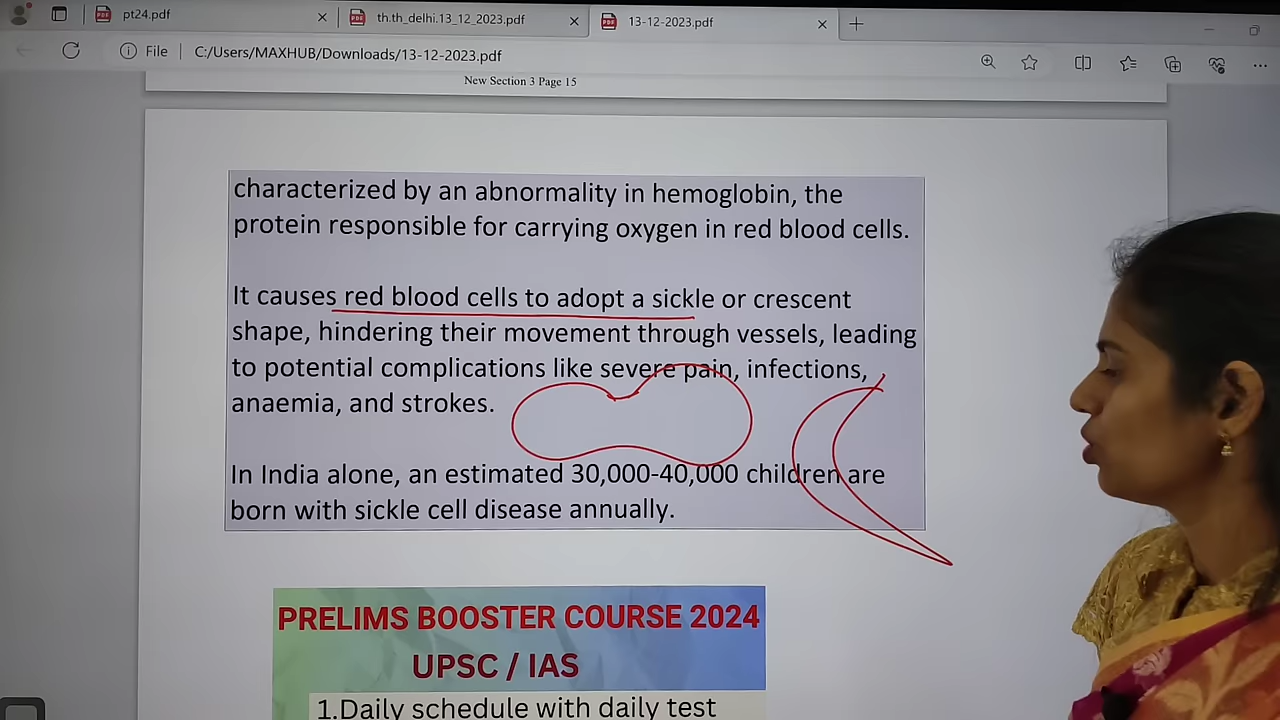 pt24.pdf
th.th_delhi.13_12_2023.pdf
13-12-2023.pdf
File
C:/Users/MAXHUB/Downloads/13-12-2023.pdf
New Section 3 Page 15
characterized by an abnormality in hemoglobin, the
protein responsible for carrying oxygen in red blood cells.
It causes red blood cells to adopt a sickle or crescent
shape, hindering their movement through vessels, leading
to potential complications like severe pain, infections,
anaemia, and strokes.
In India alone, an estimated 30,000-40,000 children are
born with sickle cell disease annually.
PRELIMS BOOSTER COURSE 2024
UPSC / IAS
1.Daily schedule with daily test